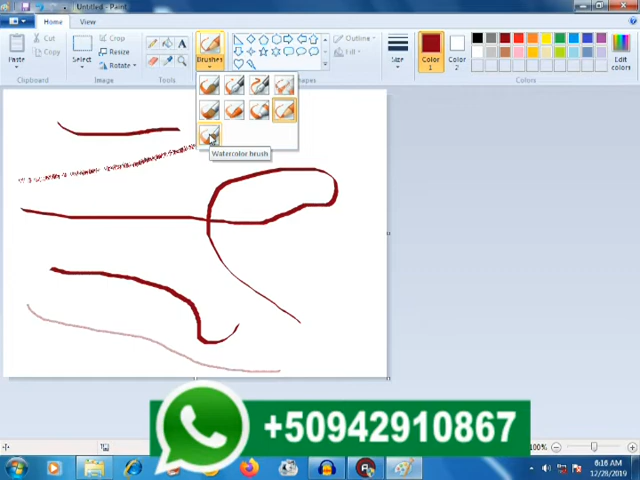 Untitled - Paint
Home
View
Cut
Copy
Paste
Crop
Resize
Rotate
Select
Brushes
Outline
Fill
Size
Color
1
Color
2
Edit
colors
Clipboard
Image
Tools
Shapes
Colors
Watercolor brush
+50942910867
100%
6:16 AM
12/28/2019